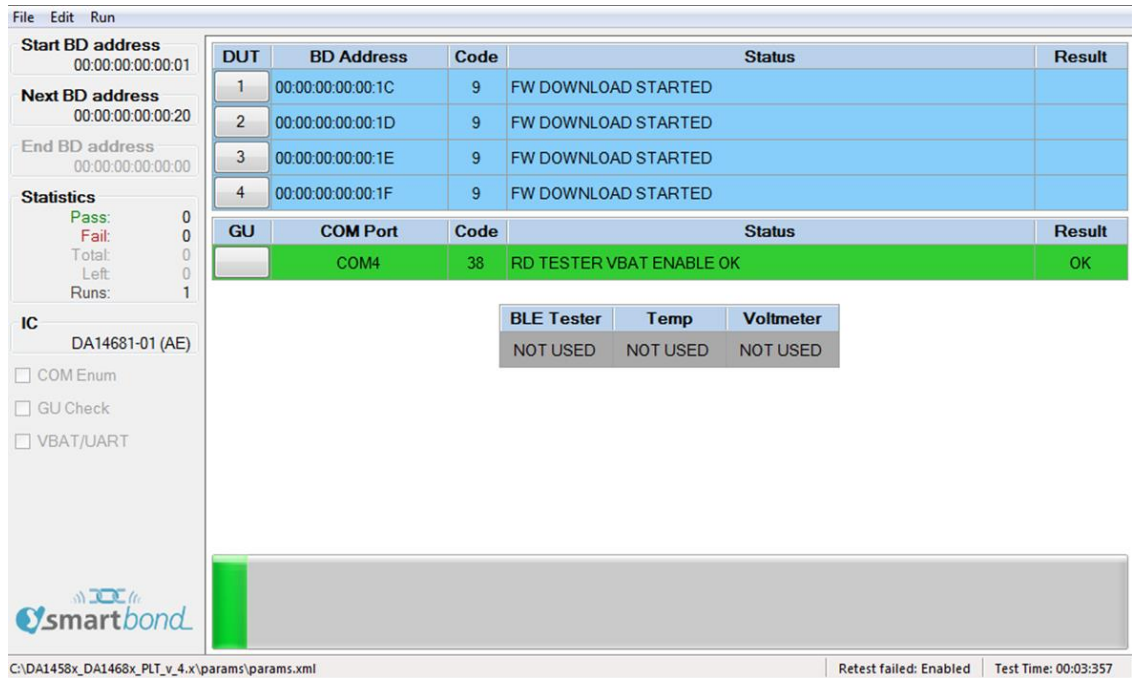 File Edit Run
Start BD address
00:00:00:00:00:01
Next BD address
00:00:00:00:00:20
End BD address
00:00:00:00:00:00
Statistics
Pass: 0
Fail: 0
Total: 0
Left: 0
Runs: 1
IC
DA14681-01 (AE)
COM Enum
GU Check
VBAT/UART
smartbond
DUT BD Address Code Status Result
1 00:00:00:00:00:1C 9 FW DOWNLOAD STARTED
2 00:00:00:00:00:1D 9 FW DOWNLOAD STARTED
3 00:00:00:00:00:1E 9 FW DOWNLOAD STARTED
4 00:00:00:00:00:1F 9 FW DOWNLOAD STARTED
GU COM Port Code Status Result
COM4 38 RD TESTER VBAT ENABLE OK OK
BLE Tester Temp Voltmeter
NOT USED NOT USED NOT USED
C:\DA1458x_DA1468x_PLT_v_4.x\params\params.xml Retest failed: Enabled Test Time: 00:03:357